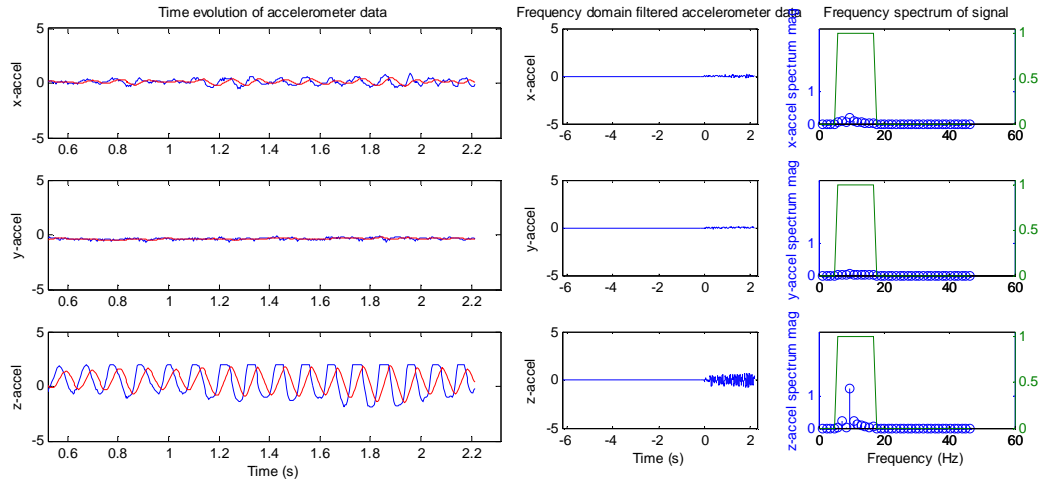 Time evolution of accelerometer data
Frequency domain filtered accelerometer data
Frequency spectrum of signal
5
0
-5
x-accel
0.6 0.8 1 1.2 1.4 1.6 1.8 2 2.2
5
0
-5
x-accel
-6 -4 -2 0 2
1
0
x-accel spectrum mag
1
0.5
0
0 20 40 60
5
0
-5
y-accel
0.6 0.8 1 1.2 1.4 1.6 1.8 2 2.2
5
0
-5
y-accel
-6 -4 -2 0 2
1
0
y-accel spectrum mag
1
0.5
0
0 20 40 60
5
0
-5
z-accel
0.6 0.8 1 1.2 1.4 1.6 1.8 2 2.2
Time (s)
5
0
-5
z-accel
-6 -4 -2 0 2
Time (s)
1
0
z-accel spectrum mag
1
0.5
0
0 20 40 60
Frequency (Hz)